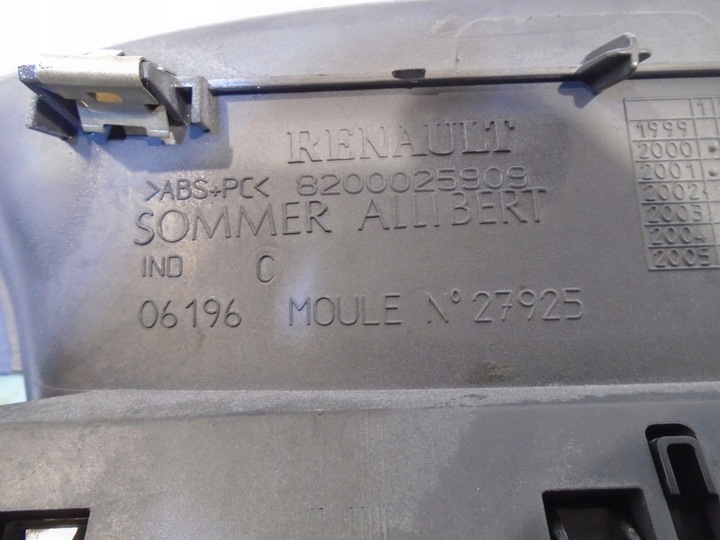 RENAULT
>ABS+PC< 8200025909
SOMMER ALLIBERT
IND C
06196 MOULE N° 27925
1999
2000
2001
2002
2003
2004
2005